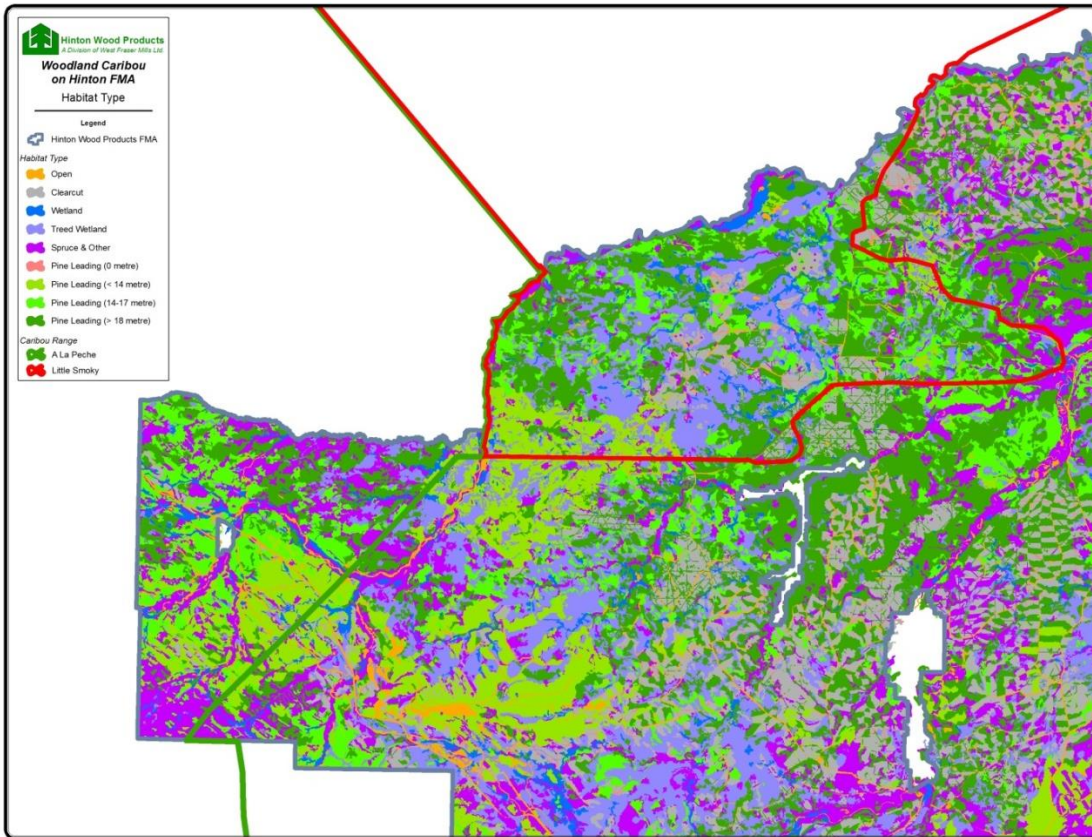 Hinton Wood Products
A Division of West Fraser Mills Ltd.
Woodland Caribou
on Hinton FMA
Habitat Type
Legend
Hinton Wood Products FMA
Habitat Type
Open
Clearcut
Wetland
Treed Wetland
Spruce & Other
Pine Leading (0 metre)
Pine Leading (< 14 metre)
Pine Leading (14-17 metre)
Pine Leading (> 18 metre)
Caribou Range
A La Peche
Little Smoky